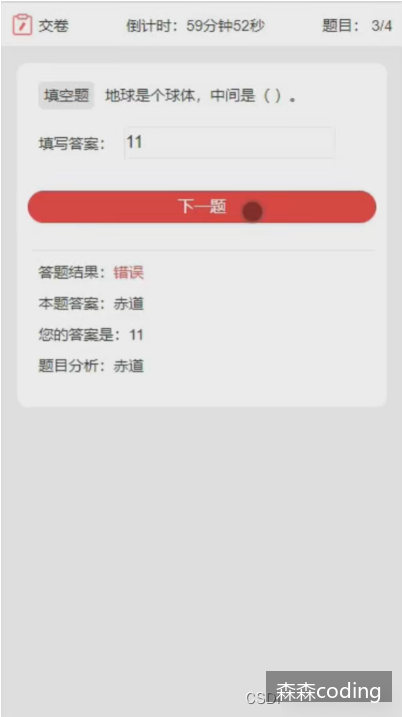 交卷 倒计时：59分钟52秒 题目： 3/4
填空题 地球是个球体，中间是（ ）。
填写答案： 11
下一题
答题结果：错误
本题答案：赤道
您的答案是：11
题目分析：赤道
森森coding